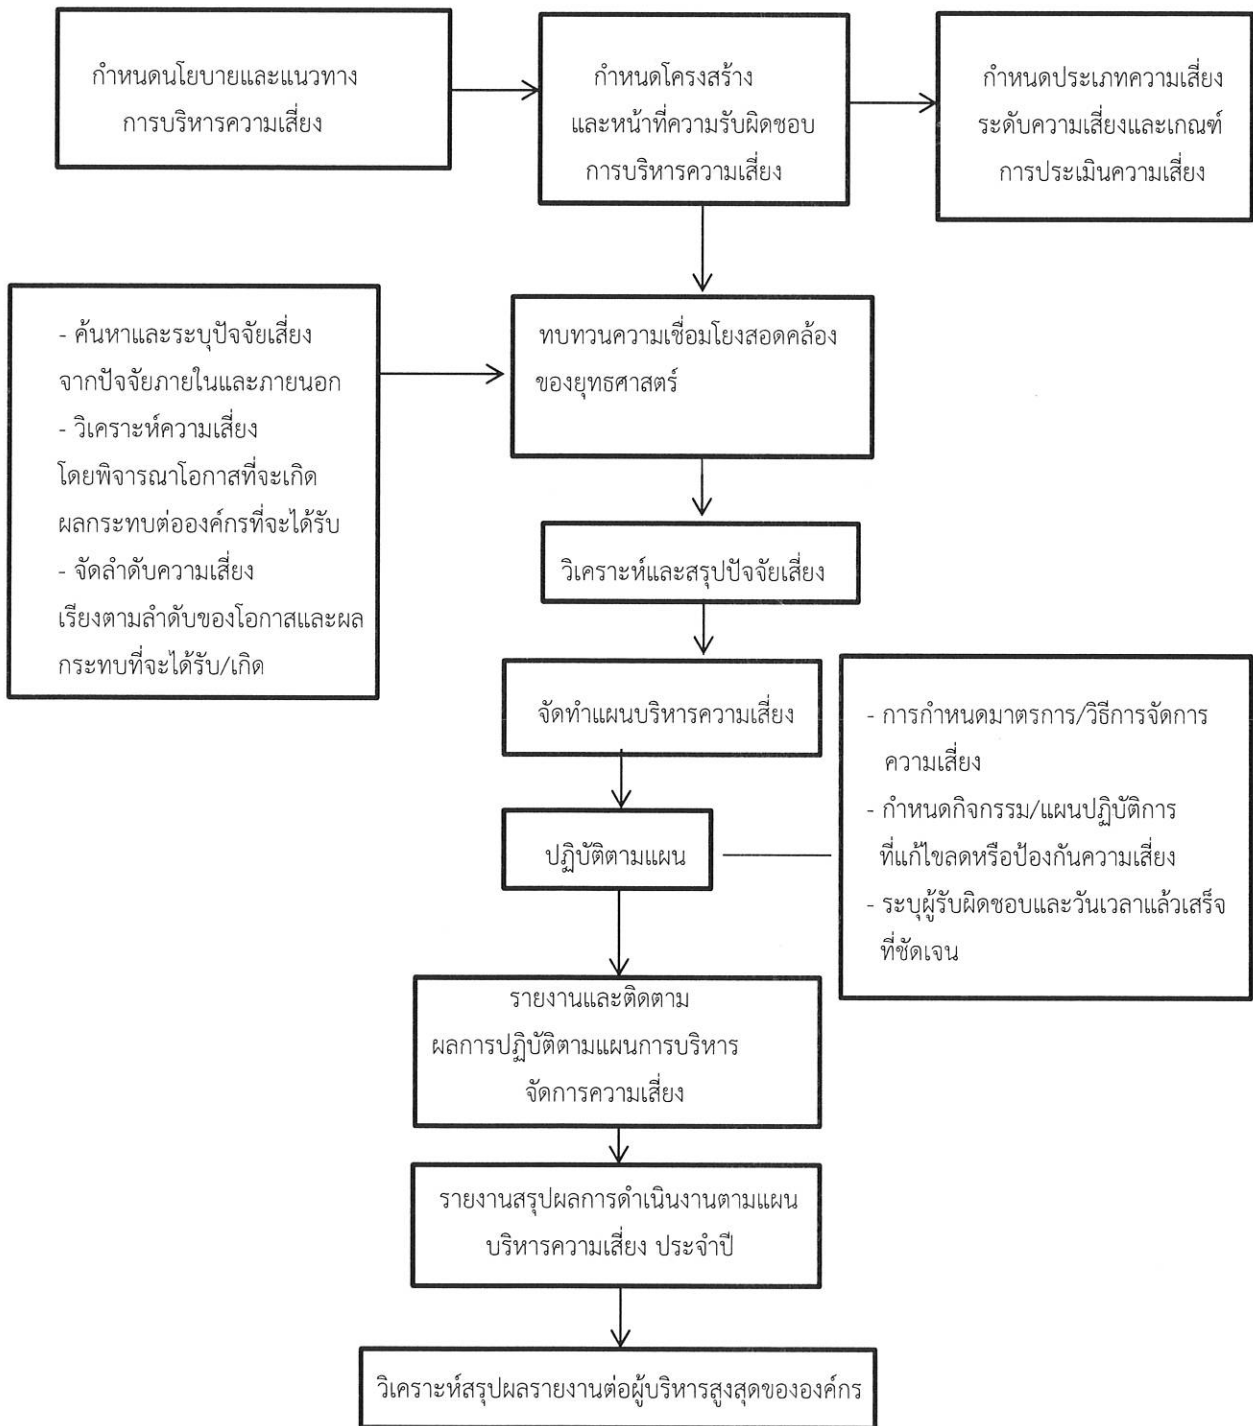 กำหนดนโยบายและแนวทาง
การบริหารความเสี่ยง
กำหนดโครงสร้าง
และหน้าที่ความรับผิดชอบ
การบริหารความเสี่ยง
กำหนดประเภทความเสี่ยง
ระดับความเสี่ยงและเกณฑ์
การประเมินความเสี่ยง
- ค้นหาและระบุปัจจัยเสี่ยง
จากปัจจัยภายในและภายนอก
- วิเคราะห์ความเสี่ยง
โดยพิจารณาโอกาสที่จะเกิด
ผลกระทบต่อองค์กรที่จะได้รับ
- จัดลำดับความเสี่ยง
เรียงตามลำดับของโอกาสและผล
กระทบที่จะได้รับ/เกิด
ทบทวนความเชื่อมโยงสอดคล้อง
ของยุทธศาสตร์
วิเคราะห์และสรุปปัจจัยเสี่ยง
จัดทำแผนบริหารความเสี่ยง
ปฏิบัติตามแผน
- การกำหนดมาตรการ/วิธีการจัดการ
ความเสี่ยง
- กำหนดกิจกรรม/แผนปฏิบัติการ
ที่แก้ไขลดหรือป้องกันความเสี่ยง
- ระบุผู้รับผิดชอบและวันเวลาแล้วเสร็จ
ที่ชัดเจน
รายงานและติดตาม
ผลการปฏิบัติตามแผนการบริหาร
จัดการความเสี่ยง
รายงานสรุปผลการดำเนินงานตามแผน
บริหารความเสี่ยง ประจำปี
วิเคราะห์สรุปผลรายงานต่อผู้บริหารสูงสุดขององค์กร